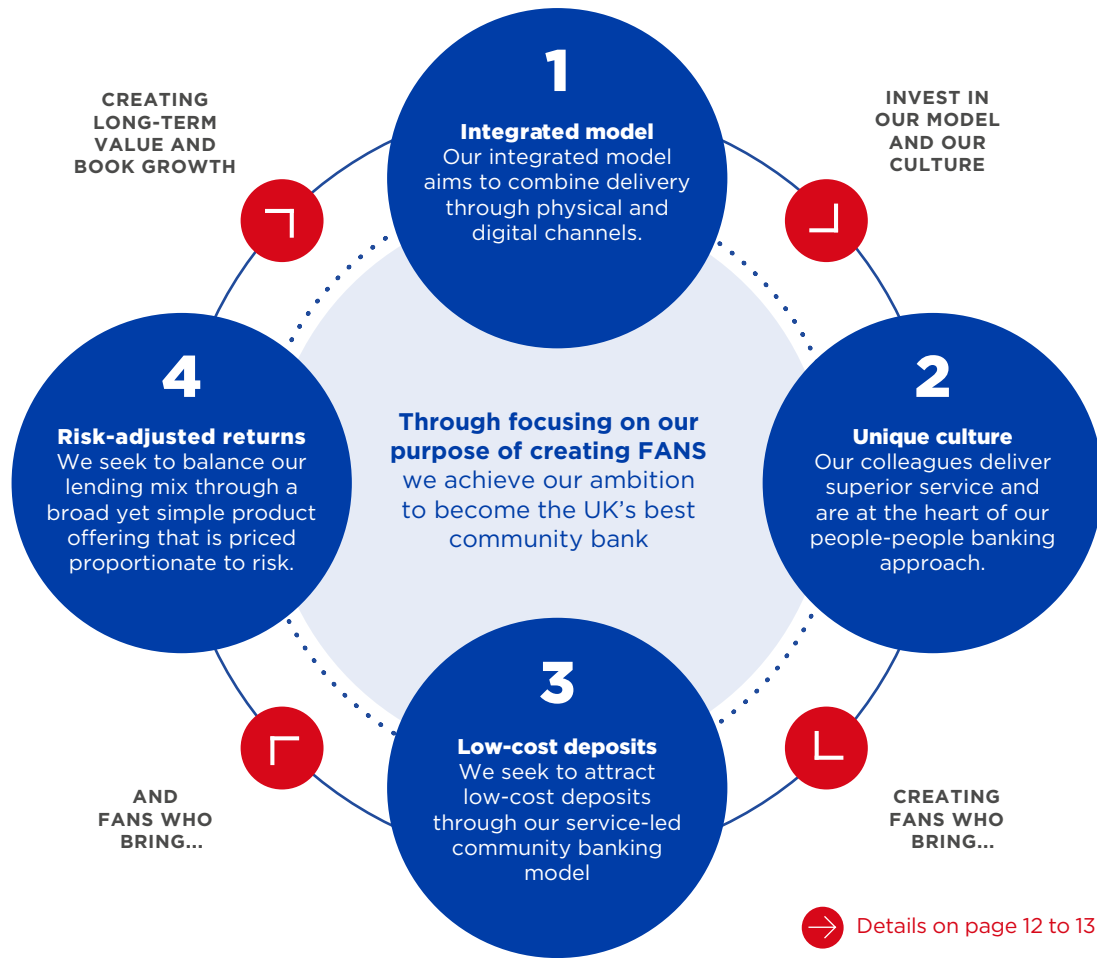 1
Integrated model
Our integrated model
aims to combine delivery
through physical and
digital channels.
INVEST IN
OUR MODEL
AND OUR
CULTURE
2
Unique culture
Our colleagues deliver
superior service and
are at the heart of our
people-people banking
approach.
CREATING
FANS WHO
BRING...
3
Low-cost deposits
We seek to attract
low-cost deposits
through our service-led
community banking
model
AND
FANS WHO
BRING...
4
Risk-adjusted returns
We seek to balance our
lending mix through a
broad yet simple product
offering that is priced
proportionate to risk.
CREATING
LONG-TERM
VALUE AND
BOOK GROWTH
Through focusing on our
purpose of creating FANS
we achieve our ambition
to become the UK’s best
community bank
Details on page 12 to 13